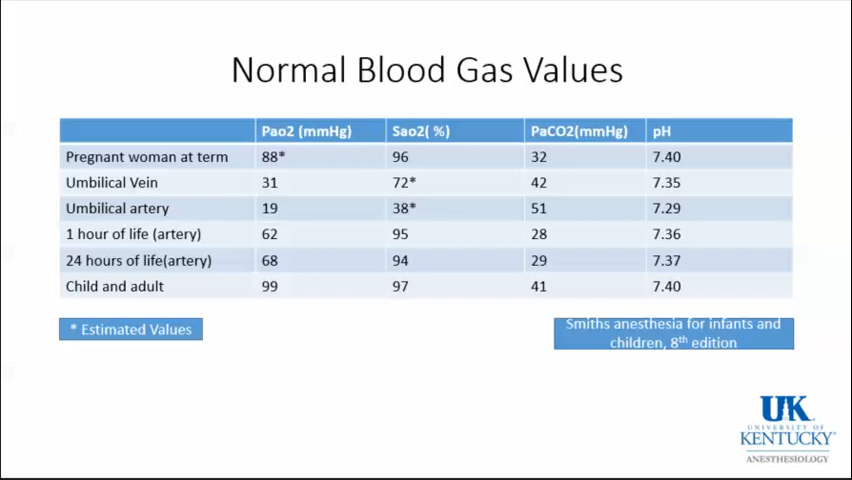 Normal Blood Gas Values
Pao2 (mmHg) Sao2( %) PaCO2(mmHg) pH
Pregnant woman at term 88* 96 32 7.40
Umbilical Vein 31 72* 42 7.35
Umbilical artery 19 38* 51 7.29
1 hour of life (artery) 62 95 28 7.36
24 hours of life(artery) 68 94 29 7.37
Child and adult 99 97 41 7.40
* Estimated Values
Smiths anesthesia for infants and
children, 8th edition
UK
UNIVERSITY OF
KENTUCKY
ANESTHESIOLOGY